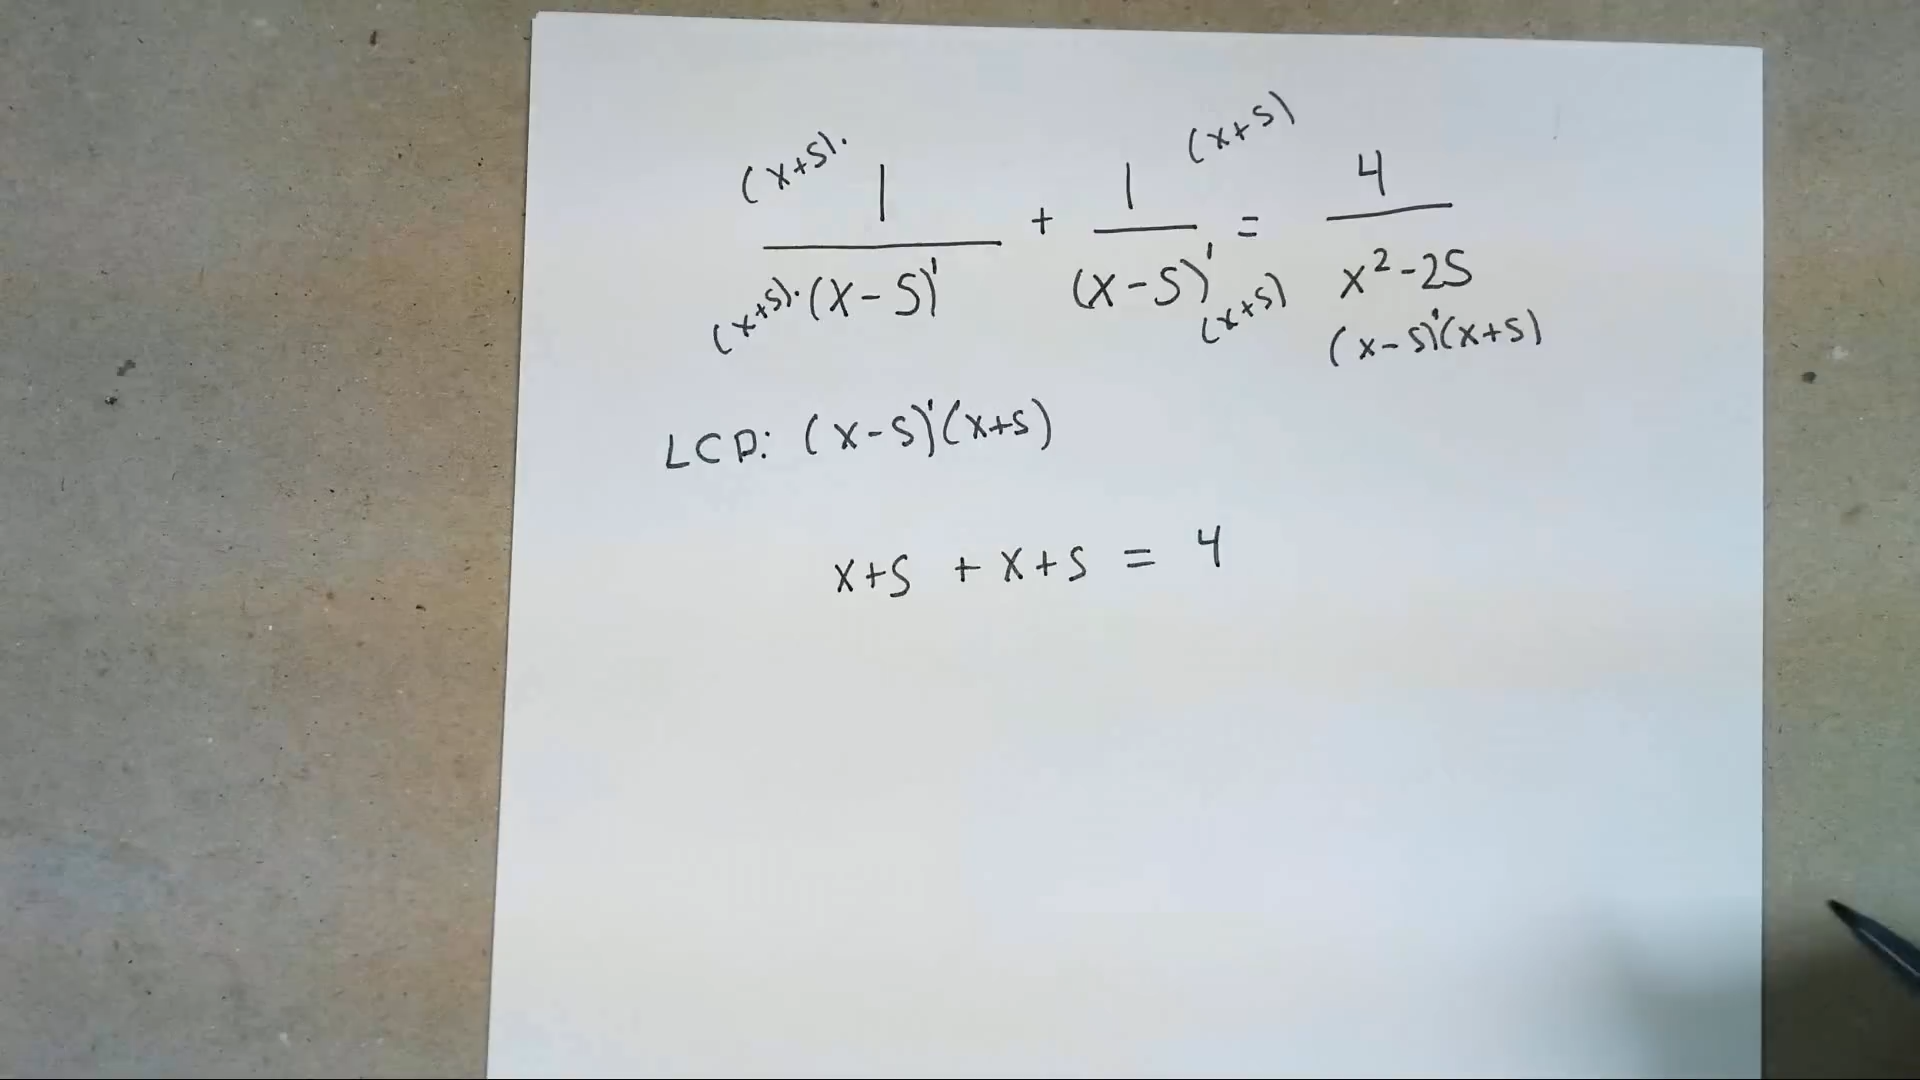 (x+5)· 1 / (x+5)·(x-5)' + 1 (x+5) / (x-5)' (x+5) = 4 / x²-25
(x-5)'(x+5)
LCD: (x-5)'(x+5)
x+5 + x+5 = 4